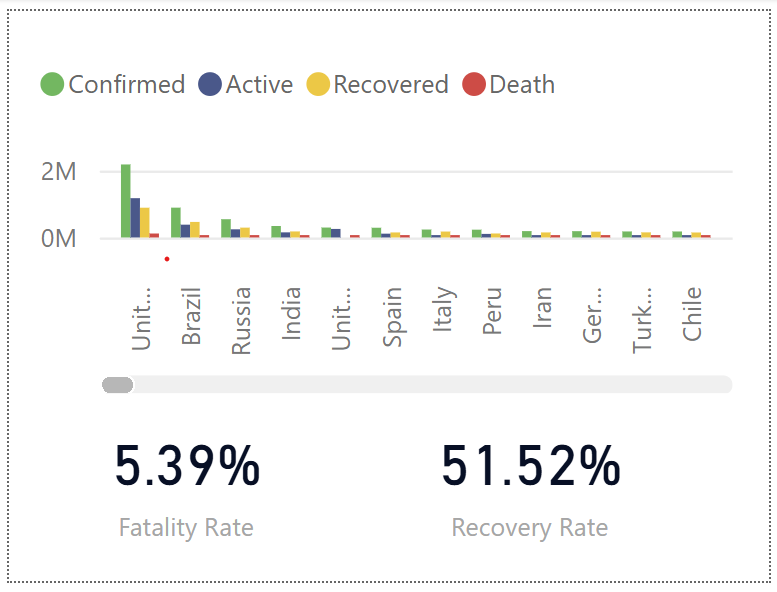 Confirmed Active Recovered Death
2M
0M
Unit...
Brazil
Russia
India
Unit...
Spain
Italy
Peru
Iran
Ger...
Turk...
Chile
5.39% 51.52%
Fatality Rate Recovery Rate